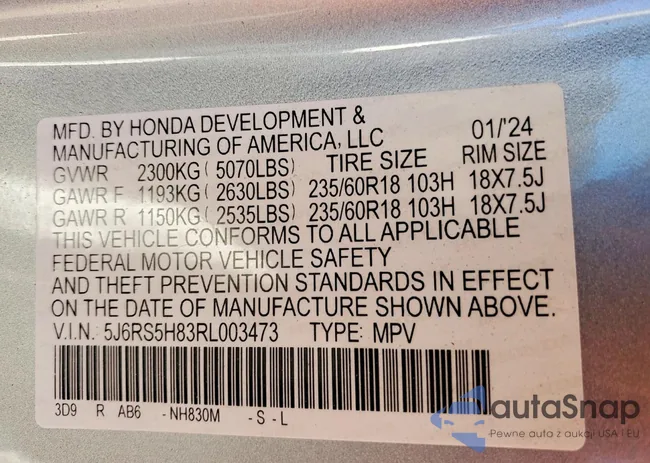 MFD. BY HONDA DEVELOPMENT &
MANUFACTURING OF AMERICA, LLC 01/'24
GVWR 2300KG ( 5070LBS) TIRE SIZE RIM SIZE
GAWR F 1193KG ( 2630LBS) 235/60R18 103H 18X7.5J
GAWR R 1150KG ( 2535LBS) 235/60R18 103H 18X7.5J
THIS VEHICLE CONFORMS TO ALL APPLICABLE
FEDERAL MOTOR VEHICLE SAFETY
AND THEFT PREVENTION STANDARDS IN EFFECT
ON THE DATE OF MANUFACTURE SHOWN ABOVE.
V.I.N. 5J6RS5H83RL003473 TYPE: MPV
3D9 R AB6 -NH830M -S-L
autaSnap
Pewne auta z aukcji USA i EU